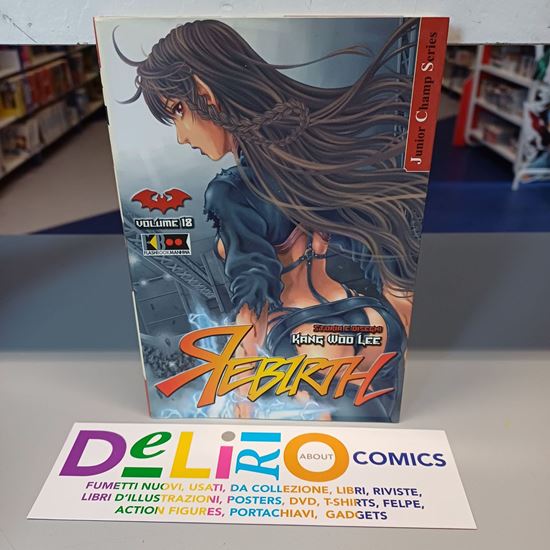 Junior Champ Series
VOLUME 18
FLASHBOOK MANHWA
STORIA E DISEGNI
KANG WOO LEE
REBIRTH
DeLiRiO
ABOUT
COMICS
FUMETTI NUOVI, USATI, DA COLLEZIONE, LIBRI, RIVISTE,
LIBRI D'ILLUSTRAZIONI, POSTERS, DVD, T-SHIRTS, FELPE,
ACTION FIGURES, PORTACHIAVI, GADGETS